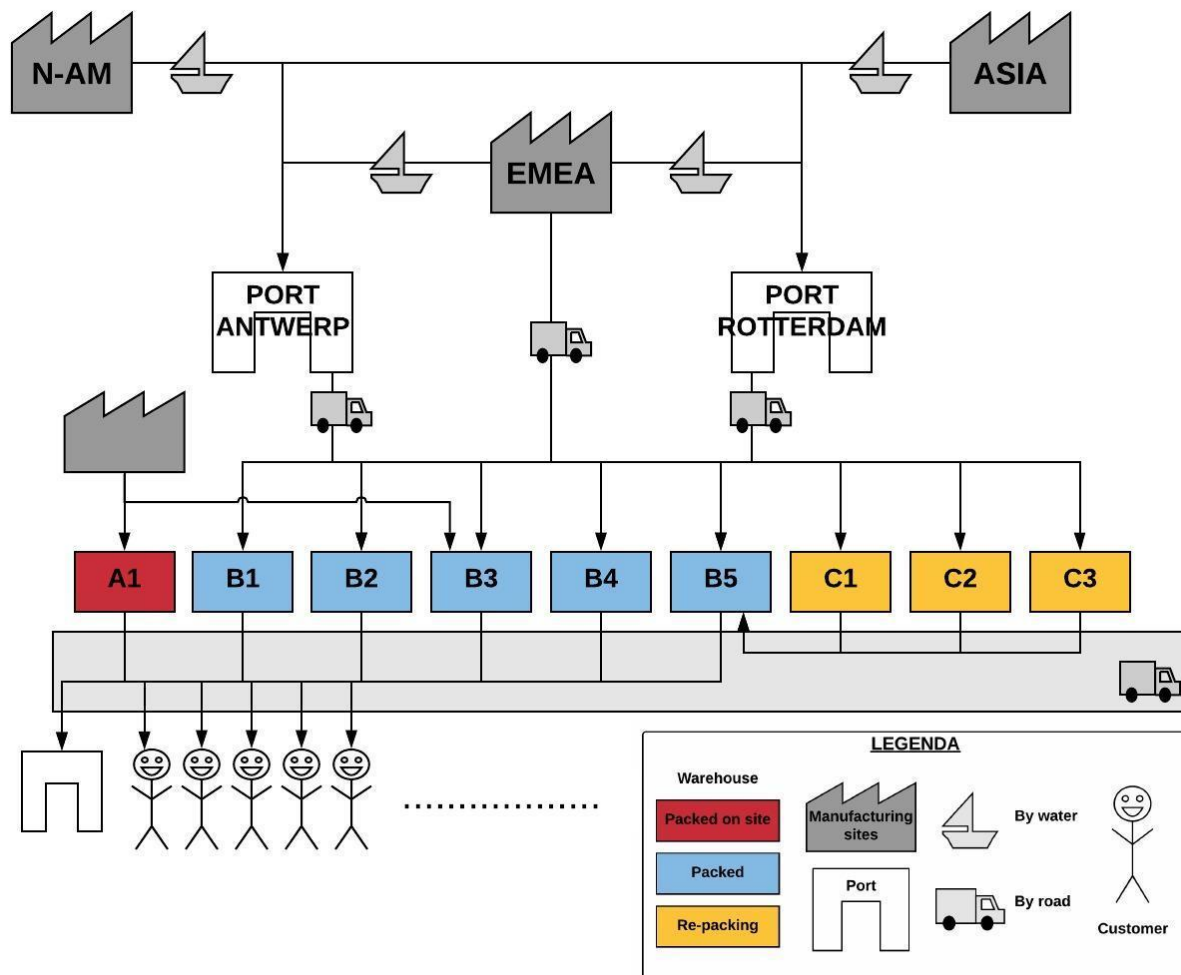 N-AM
ASIA
EMEA
PORT
ANTWERP
PORT
ROTTERDAM
A1
B1
B2
B3
B4
B5
C1
C2
C3
LEGENDA
Warehouse
Packed on site
Packed
Re-packing
Manufacturing
sites
Port
By water
By road
Customer